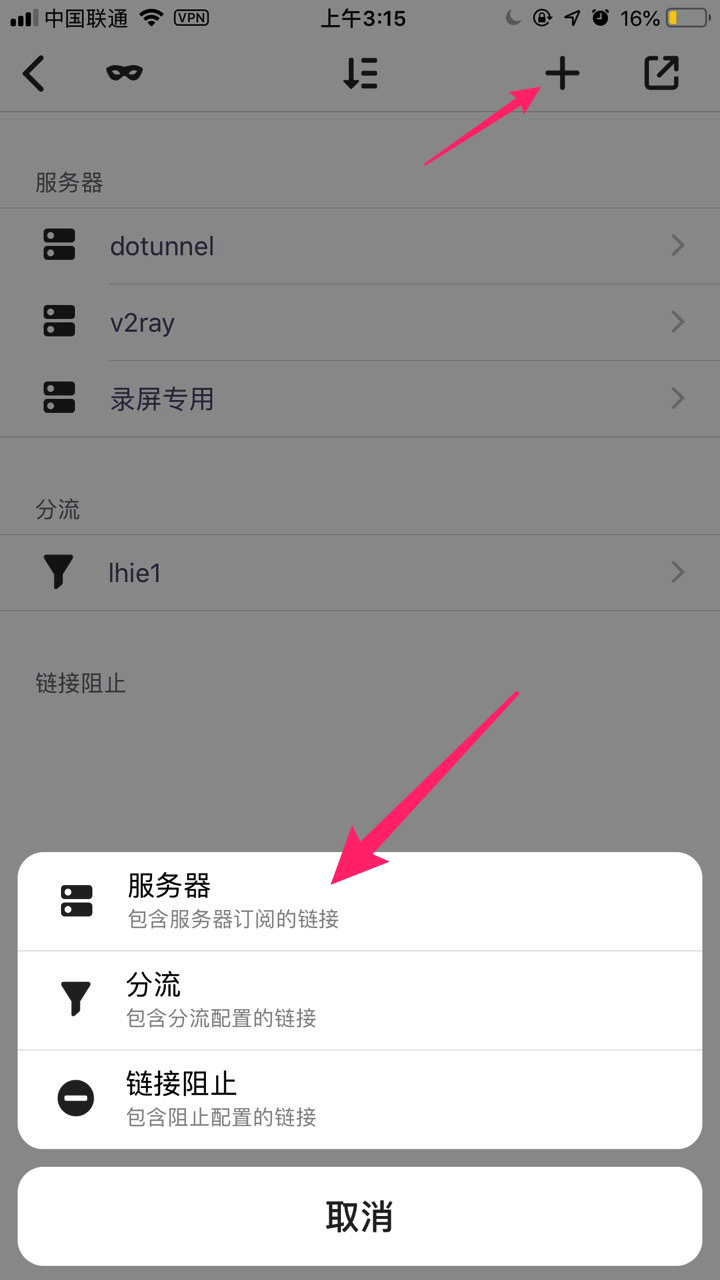 中国联通 VPN 上午3:15 16%
服务器
dotunnel
v2ray
录屏专用
分流
lhie1
链接阻止
服务器
包含服务器订阅的链接
分流
包含分流配置的链接
链接阻止
包含阻止配置的链接
取消